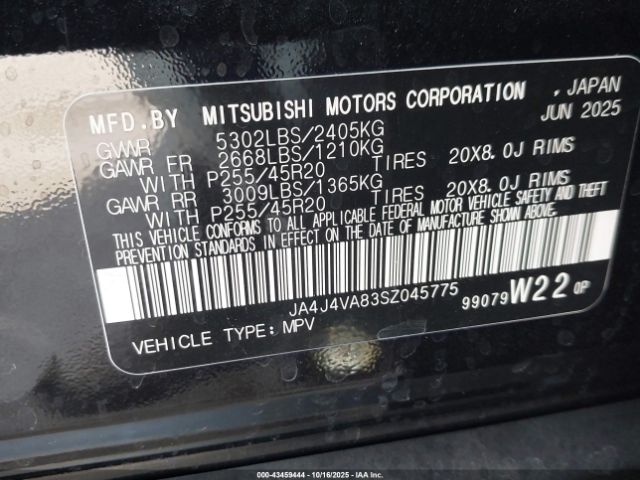 MFD.BY MITSUBISHI MOTORS CORPORATION , JAPAN
JUN 2025
GVWR 5302LBS/2405KG
GAWR FR 2668LBS/1210KG
WITH P255/45R20 TIRES 20X8.0J RIMS
GAWR RR 3009LBS/1365KG
WITH P255/45R20 TIRES 20X8.0J RIMS
THIS VEHICLE CONFORMS TO ALL APPLICABLE FEDERAL MOTOR VEHICLE SAFETY AND THEFT
PREVENTION STANDARDS IN EFFECT ON THE DATE OF MANUFACTURE SHOWN ABOVE.
JA4J4VA83SZ045775
VEHICLE TYPE: MPV
99079 W22 0P
000-43459444 - 10/16/2025 - IAA Inc.